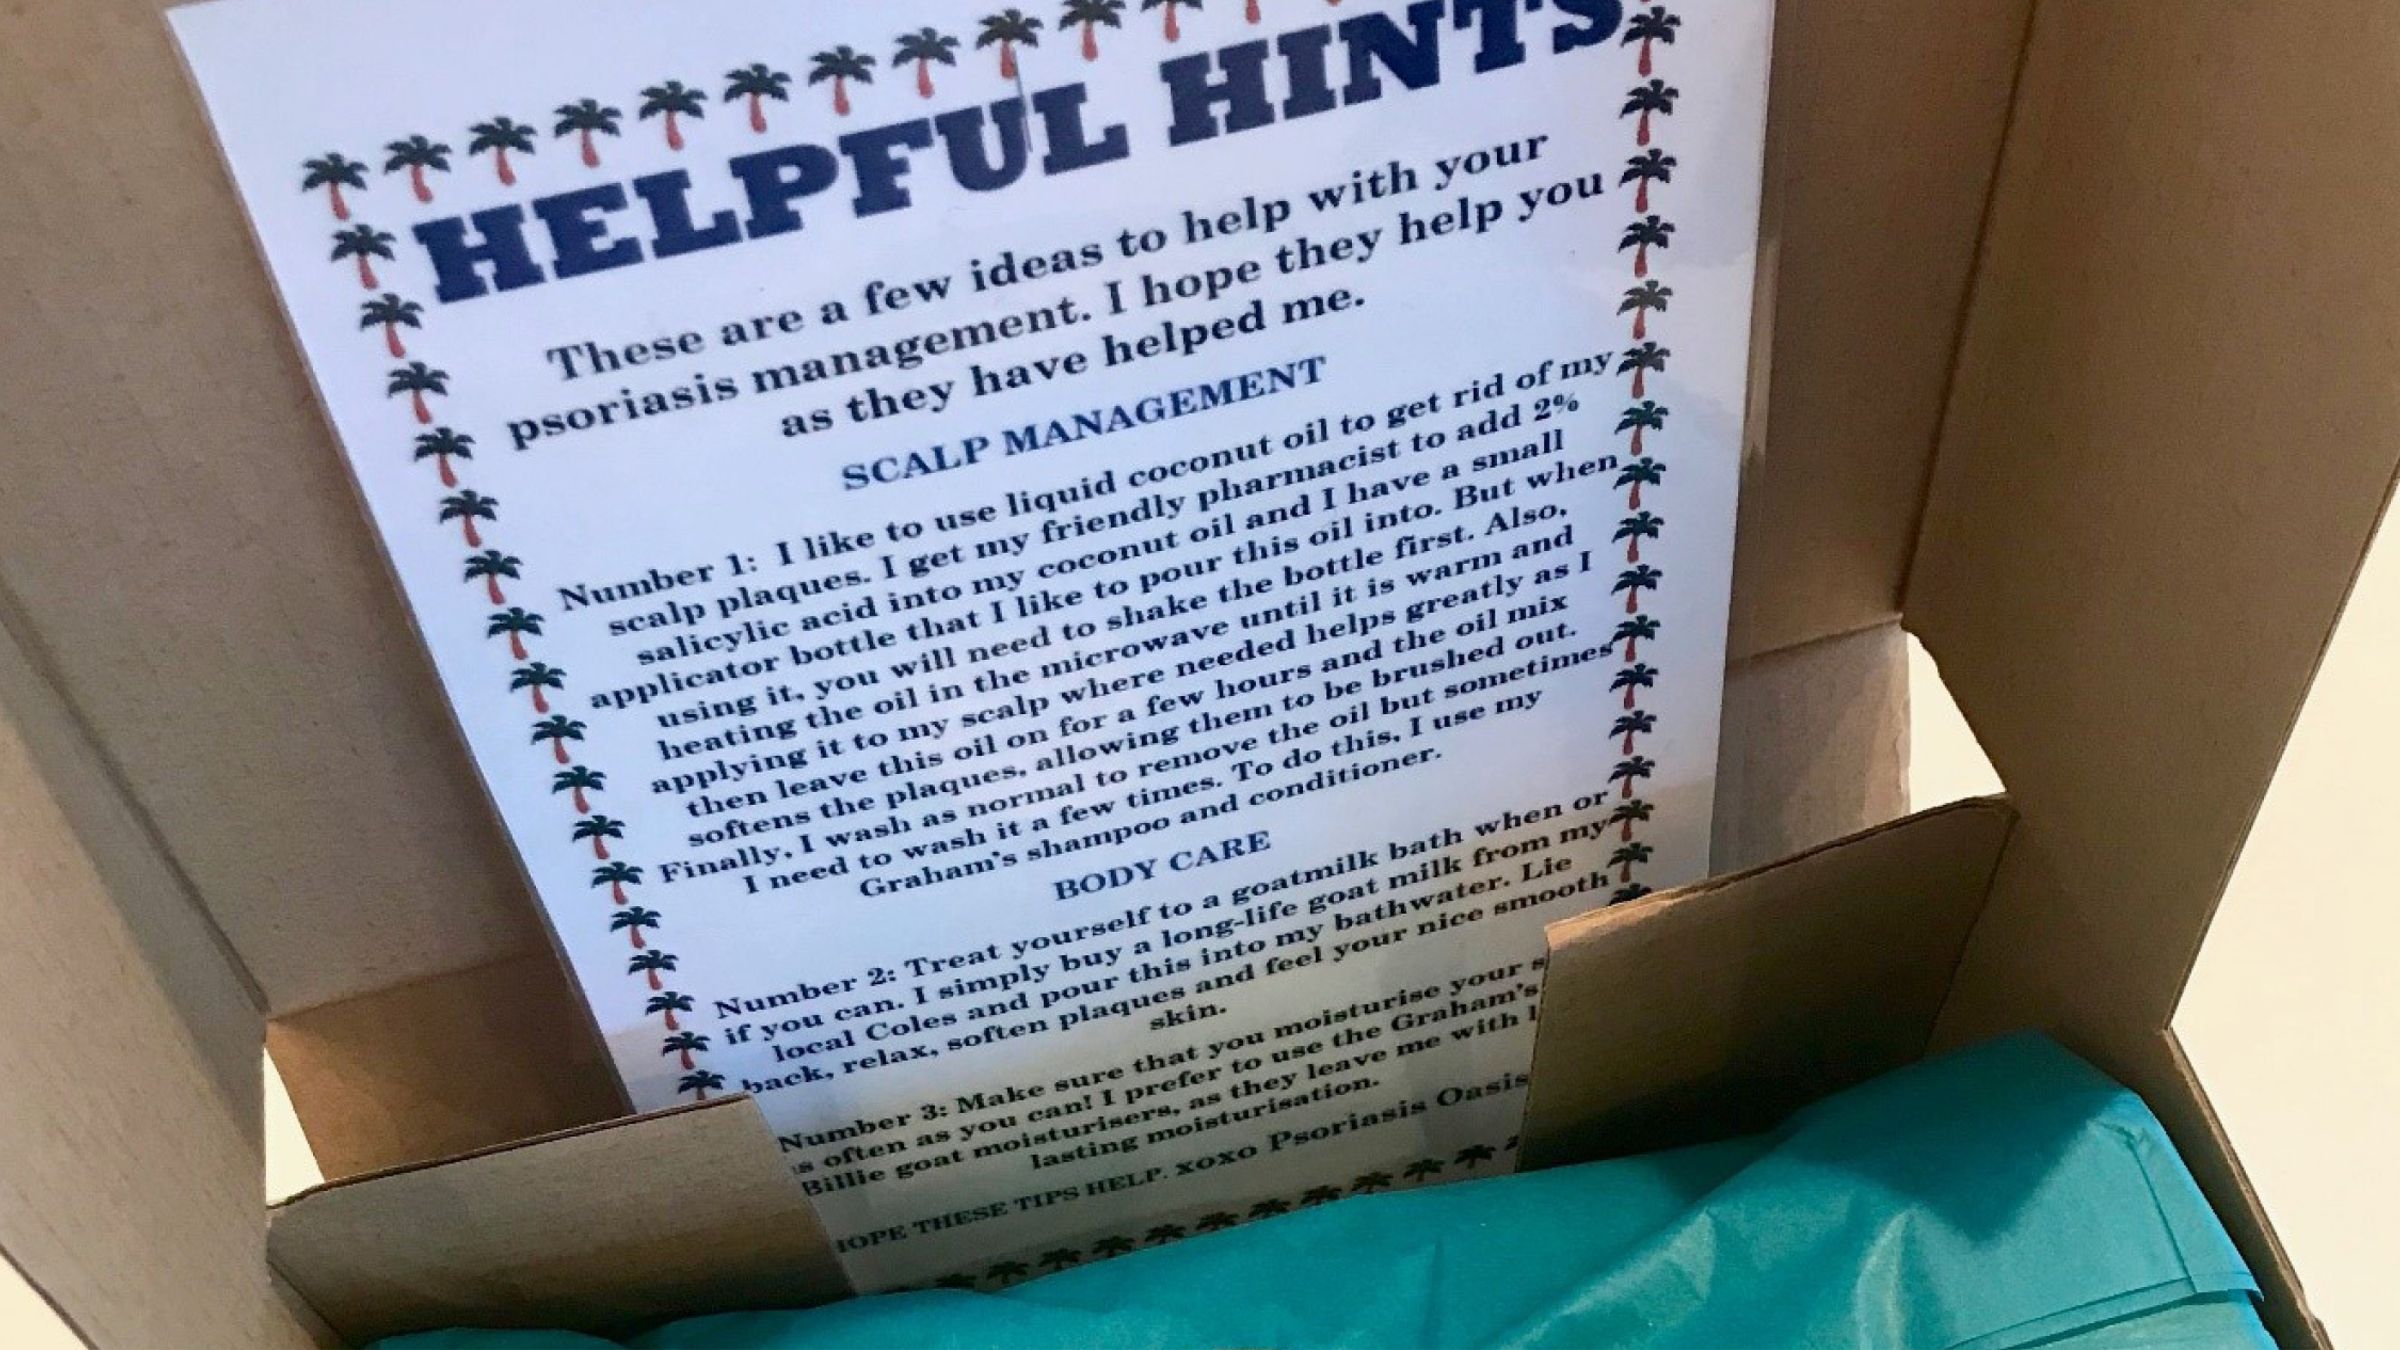 HELPFUL HINTS
These are a few ideas to help with your
psoriasis management. I hope they help you
as they have helped me.
SCALP MANAGEMENT
Number 1: I like to use liquid coconut oil to get rid of my
scalp plaques. I get my friendly pharmacist to add 2%
salicylic acid into my coconut oil and I have a small
applicator bottle that I like to pour this oil into. But when
using it, you will need to shake the bottle first. Also,
heating the oil in the microwave until it is warm and
applying it to my scalp where needed helps greatly as I
then leave this oil on for a few hours and the oil mix
softens the plaques, allowing them to be brushed out.
Finally, I wash as normal to remove the oil but sometimes
I need to wash it a few times. To do this, I use my
Graham's shampoo and conditioner.
BODY CARE
Number 2: Treat yourself to a goatmilk bath when or
if you can. I simply buy a long-life goat milk from my
local Coles and pour this into my bathwater. Lie
back, relax, soften plaques and feel your nice smooth
skin.
Number 3: Make sure that you moisturise your
often as you can! I prefer to use the Graham's
Billie goat moisturisers, as they leave me with
lasting moisturisation.
THESE TIPS HELP. xoxo Psoriasis Oasis